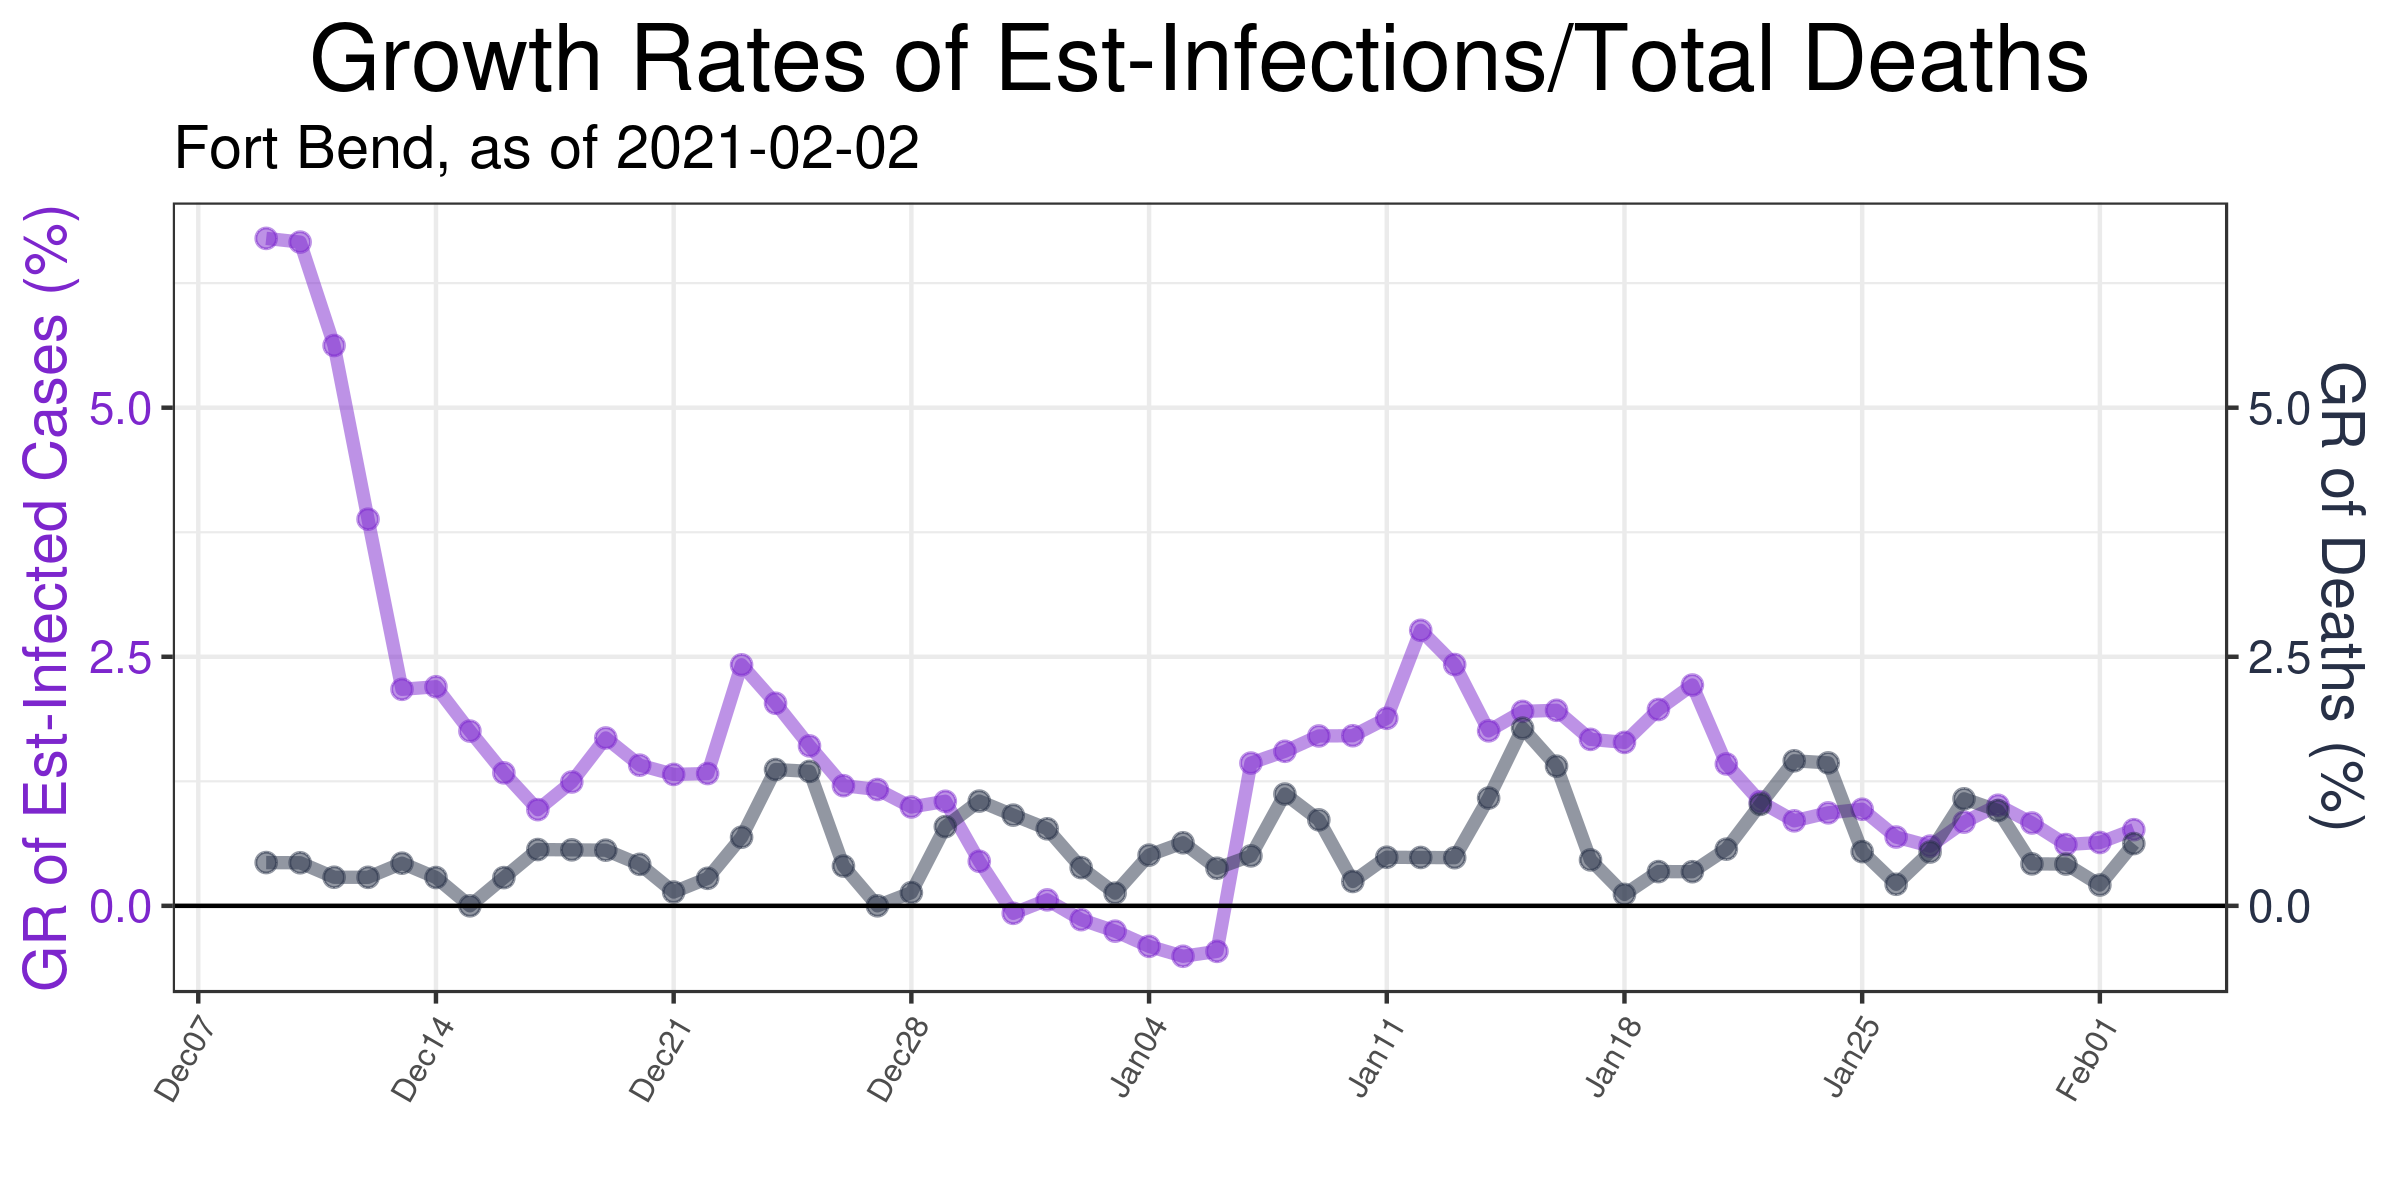 Growth Rates of Est-Infections/Total Deaths
Fort Bend, as of 2021-02-02
GR of Est-Infected Cases (%)
5.0
2.5
0.0
5.0
2.5
0.0
GR of Deaths (%)
Dec07
Dec14
Dec21
Dec28
Jan04
Jan11
Jan18
Jan25
Feb01